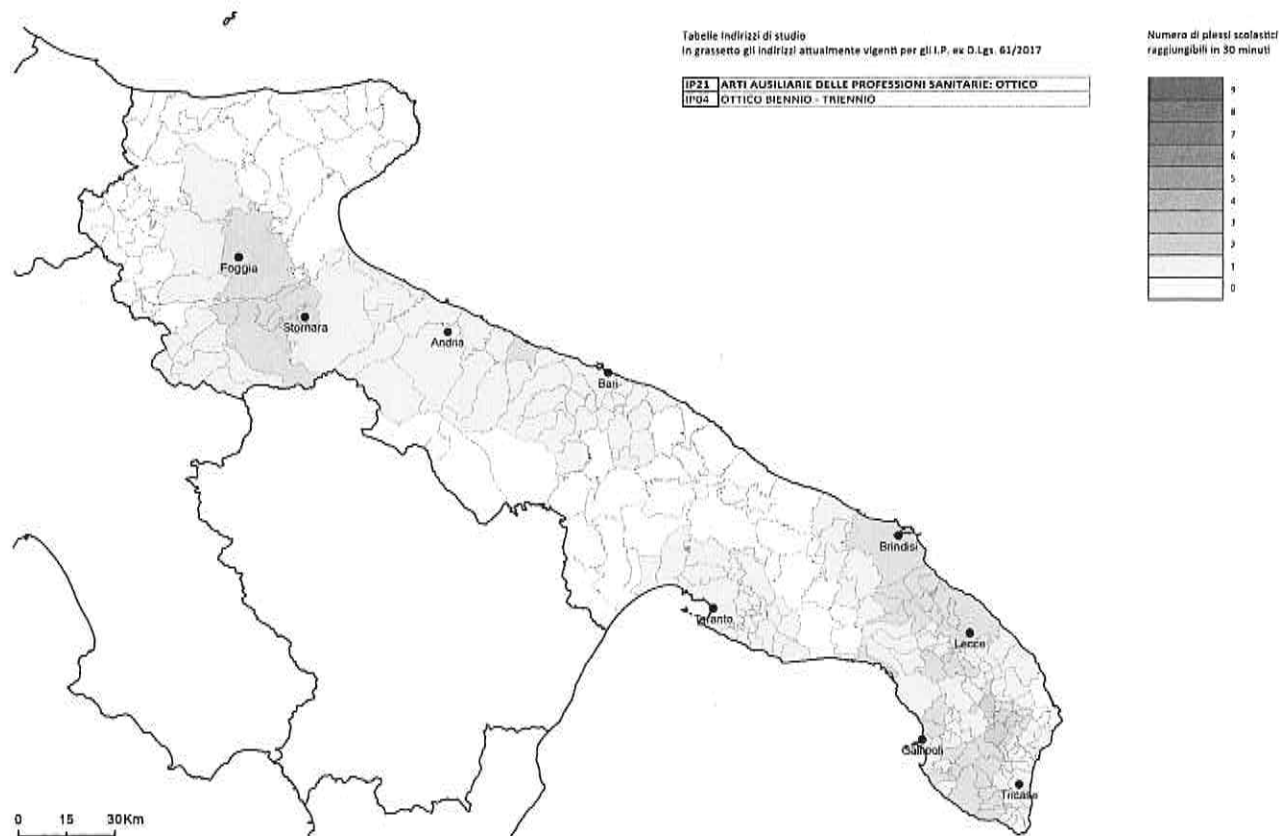 Tabelle Indirizzi di studio
In grassetto gli indirizzi attualmente vigenti per gli I.P. ex D.Lgs. 61/2017
IP21 ARTI AUSILIARIE DELLE PROFESSIONI SANITARIE: OTTICO
IP04 OTTICO BIENNIO - TRIENNIO
Numero di plessi scolastici
raggiungibili in 30 minuti
9
8
7
6
5
4
3
2
1
0
Foggia
Stornara
Andria
Bari
Brindisi
Taranto
Lecce
Gallipoli
Tricase
0 15 30Km